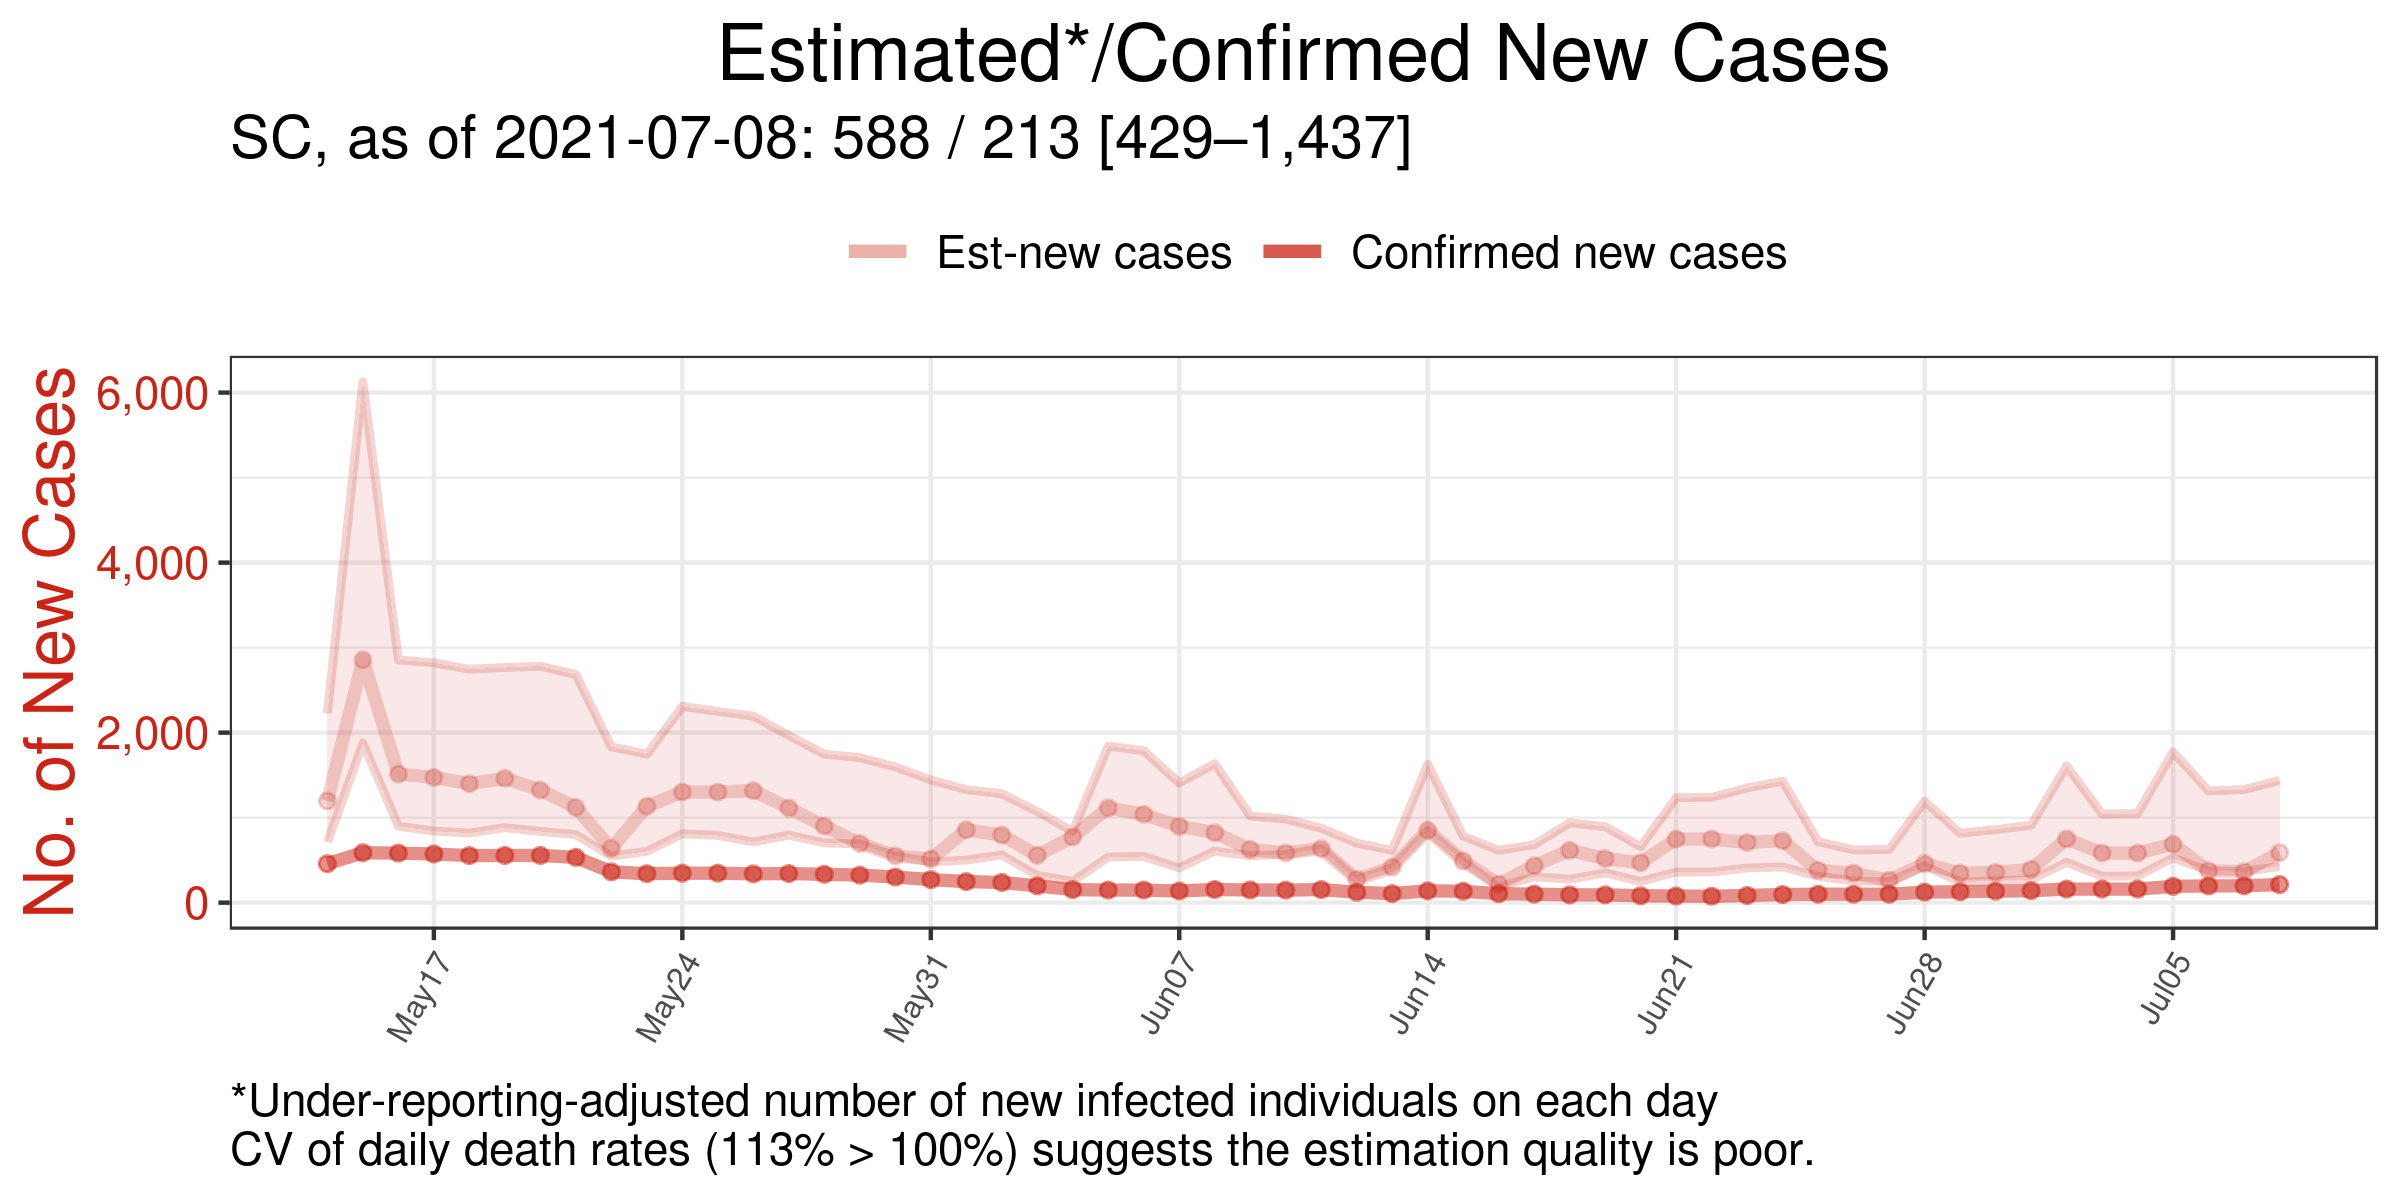 Estimated*/Confirmed New Cases
SC, as of 2021-07-08: 588 / 213 [429–1,437]
Est-new cases Confirmed new cases
No. of New Cases
6,000
4,000
2,000
0
May17 May24 May31 Jun07 Jun14 Jun21 Jun28 Jul05
*Under-reporting-adjusted number of new infected individuals on each day
CV of daily death rates (113% > 100%) suggests the estimation quality is poor.